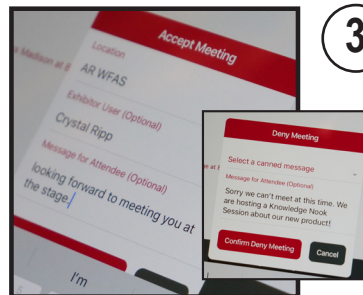 3
Accept Meeting
Location
AR WFAS
Exhibitor User (Optional)
Crystal Ripp
Message for Attendee (Optional)
looking forward to meeting you at
the stage.
I'm
Deny Meeting
Select a canned message
Message for Attendee (Optional)
Sorry we can't meet at this time. We
are hosting a Knowledge Nook
Session about our new product!
Confirm Deny Meeting
Cancel